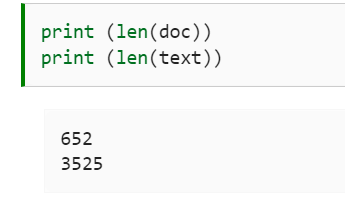 print (len(doc))
print (len(text))
652
3525